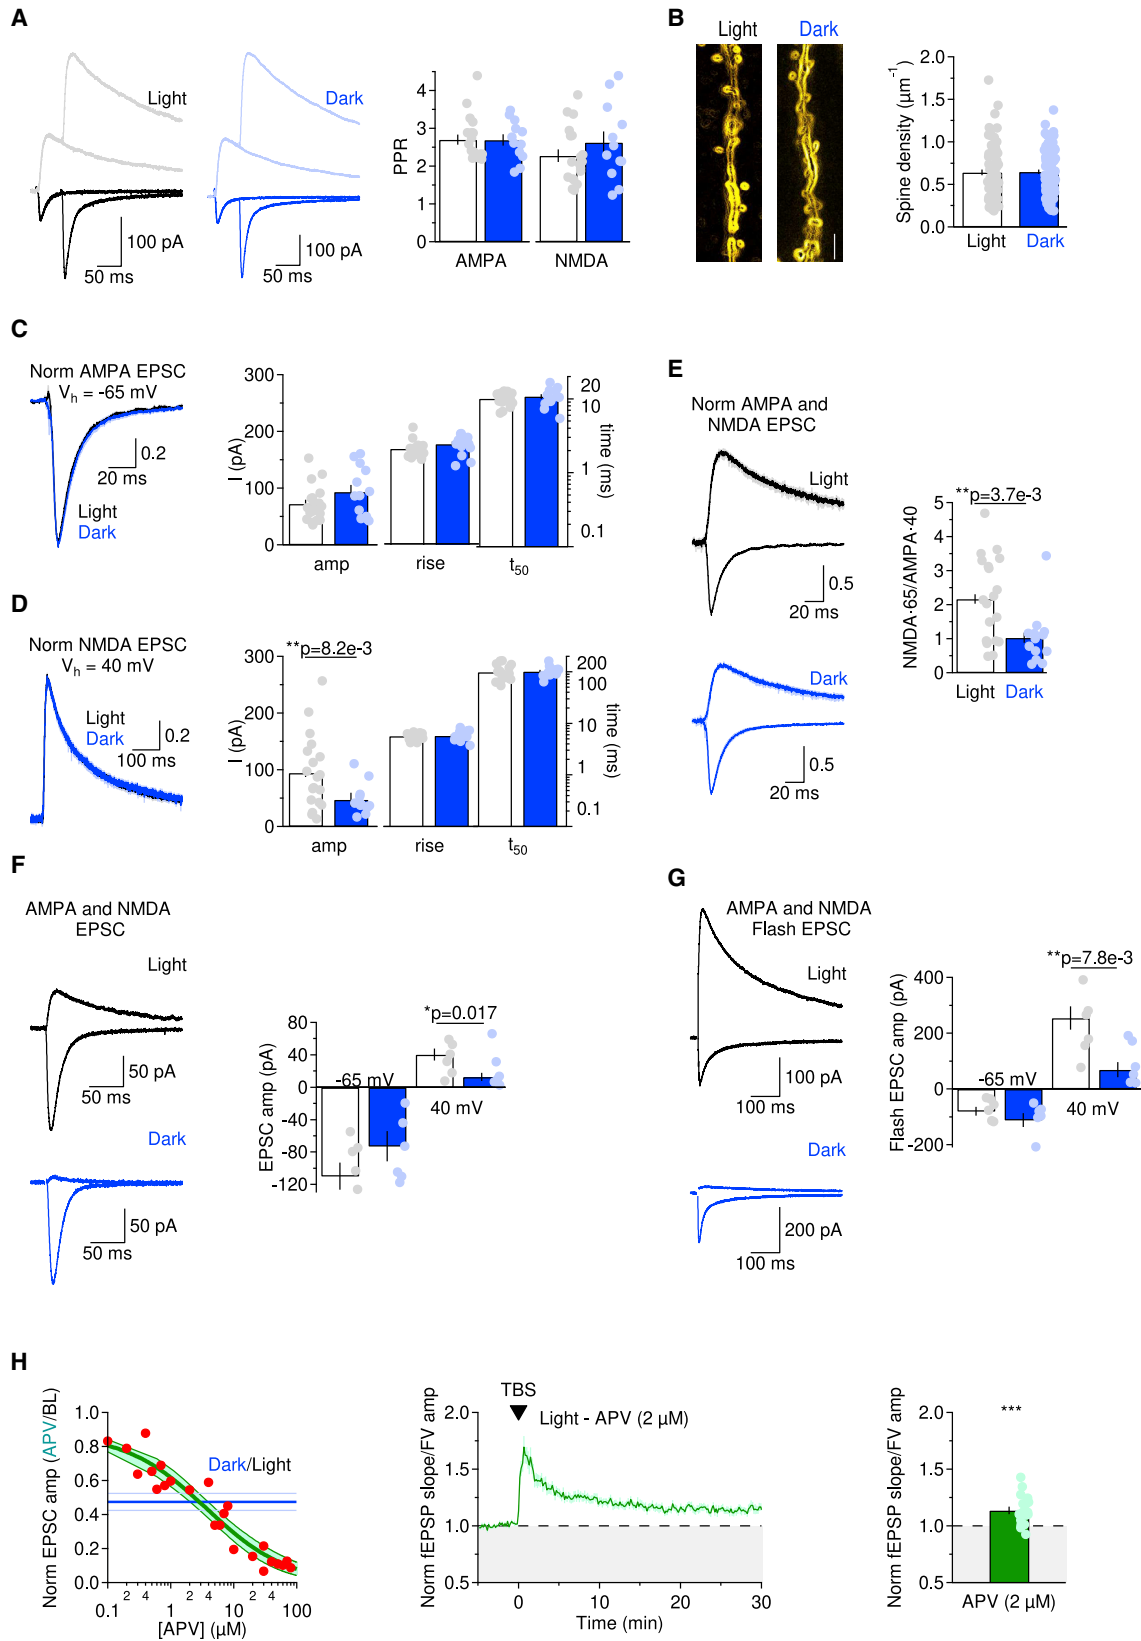 A
Light
Dark
100 pA
50 ms
100 pA
50 ms
PPR
4
3
2
1
0
AMPA
NMDA
B
Light
Dark
Spine density (µm⁻¹)
2.0
1.5
1.0
0.5
0.0
Light
Dark
C
Norm AMPA EPSC
Vₕ = -65 mV
0.2
20 ms
Light
Dark
I (pA)
300
200
100
0
20
10
1
0.1
time (ms)
amp
rise
t₅₀
D
Norm NMDA EPSC
Vₕ = 40 mV
Light
Dark
0.2
100 ms
**p=8.2e-3
I (pA)
300
200
100
0
200
100
10
1
0.1
time (ms)
amp
rise
t₅₀
E
Norm AMPA and
NMDA EPSC
Light
0.5
20 ms
Dark
0.5
20 ms
**p=3.7e-3
NMDA·65/AMPA·40
5
4
3
2
1
0
Light
Dark
F
AMPA and NMDA
EPSC
Light
50 pA
50 ms
Dark
50 pA
50 ms
EPSC amp (pA)
80
40
0
-40
-80
-120
-65 mV
*p=0.017
40 mV
G
AMPA and NMDA
Flash EPSC
Light
100 pA
100 ms
Dark
200 pA
100 ms
Flash EPSC amp (pA)
400
200
0
-200
-65 mV
**p=7.8e-3
40 mV
H
Norm EPSC amp (APV/BL)
1.0
0.8
0.6
0.4
0.2
0.0
Dark/Light
0.1
2
4
1
2
4
10
2
4
100
[APV] (µM)
Norm fEPSP slope/FV amp
2.0
1.5
1.0
0.5
TBS
Light - APV (2 µM)
0
10
20
30
Time (min)
Norm fEPSP slope/FV amp
2.0
1.5
1.0
0.5
***
APV (2 µM)